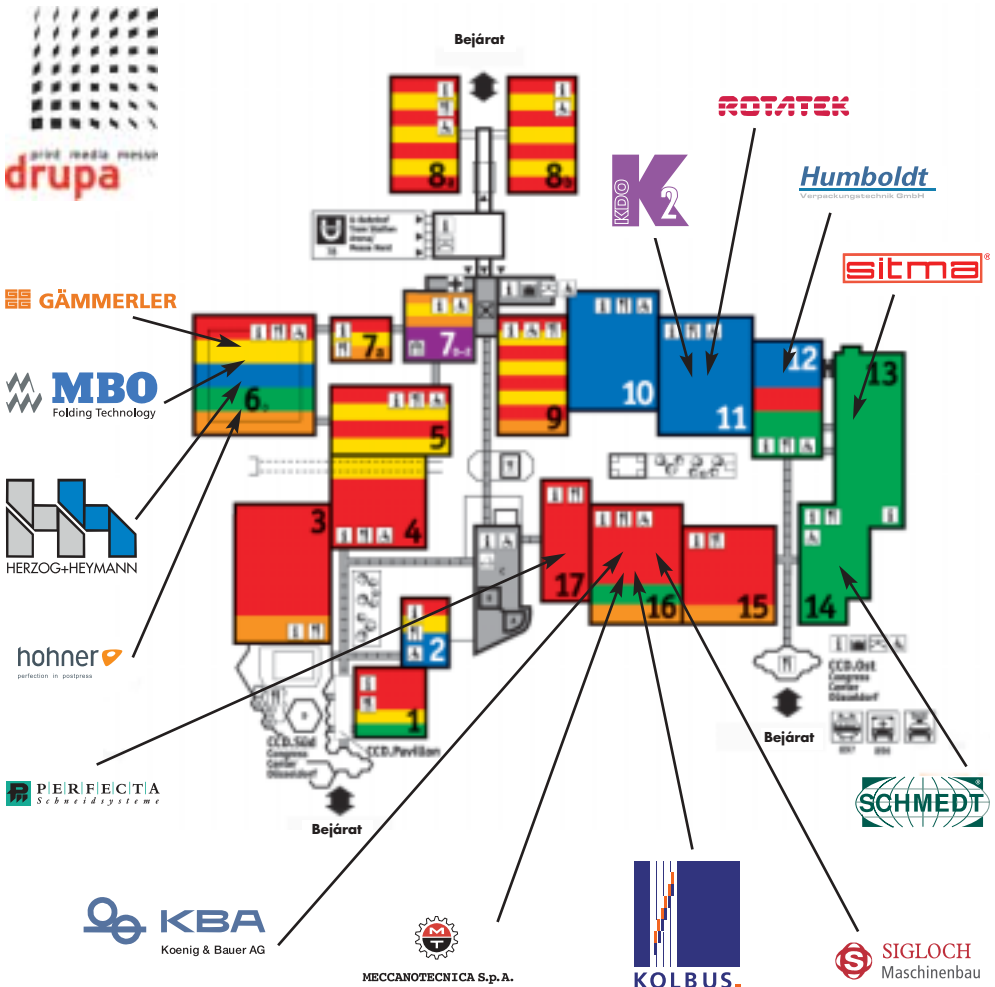 print media messe
drupa
Bejárat
8a
8b
ROTATEK
KDO
K2
Humboldt
Verpackungstechnik GmbH
sitma®
U
GÄMMERLER
MBO
Folding Technology
HERZOG+HEYMANN
hohner
perfection in postpress
6
7a
7
9
10
11
12
13
5
4
3
17
16
15
14
2
1
CCD.Süd
Congress
Center
Düsseldorf
CCD.Pavillon
CCD.Ost
Congress
Center
Düsseldorf
Bejárat
Bejárat
PERFECTA
Schneidsysteme
SCHMEDT
KBA
Koenig & Bauer AG
MT
MECCANOTECNICA S.p.A.
KOLBUS
S
SIGLOCH
Maschinenbau